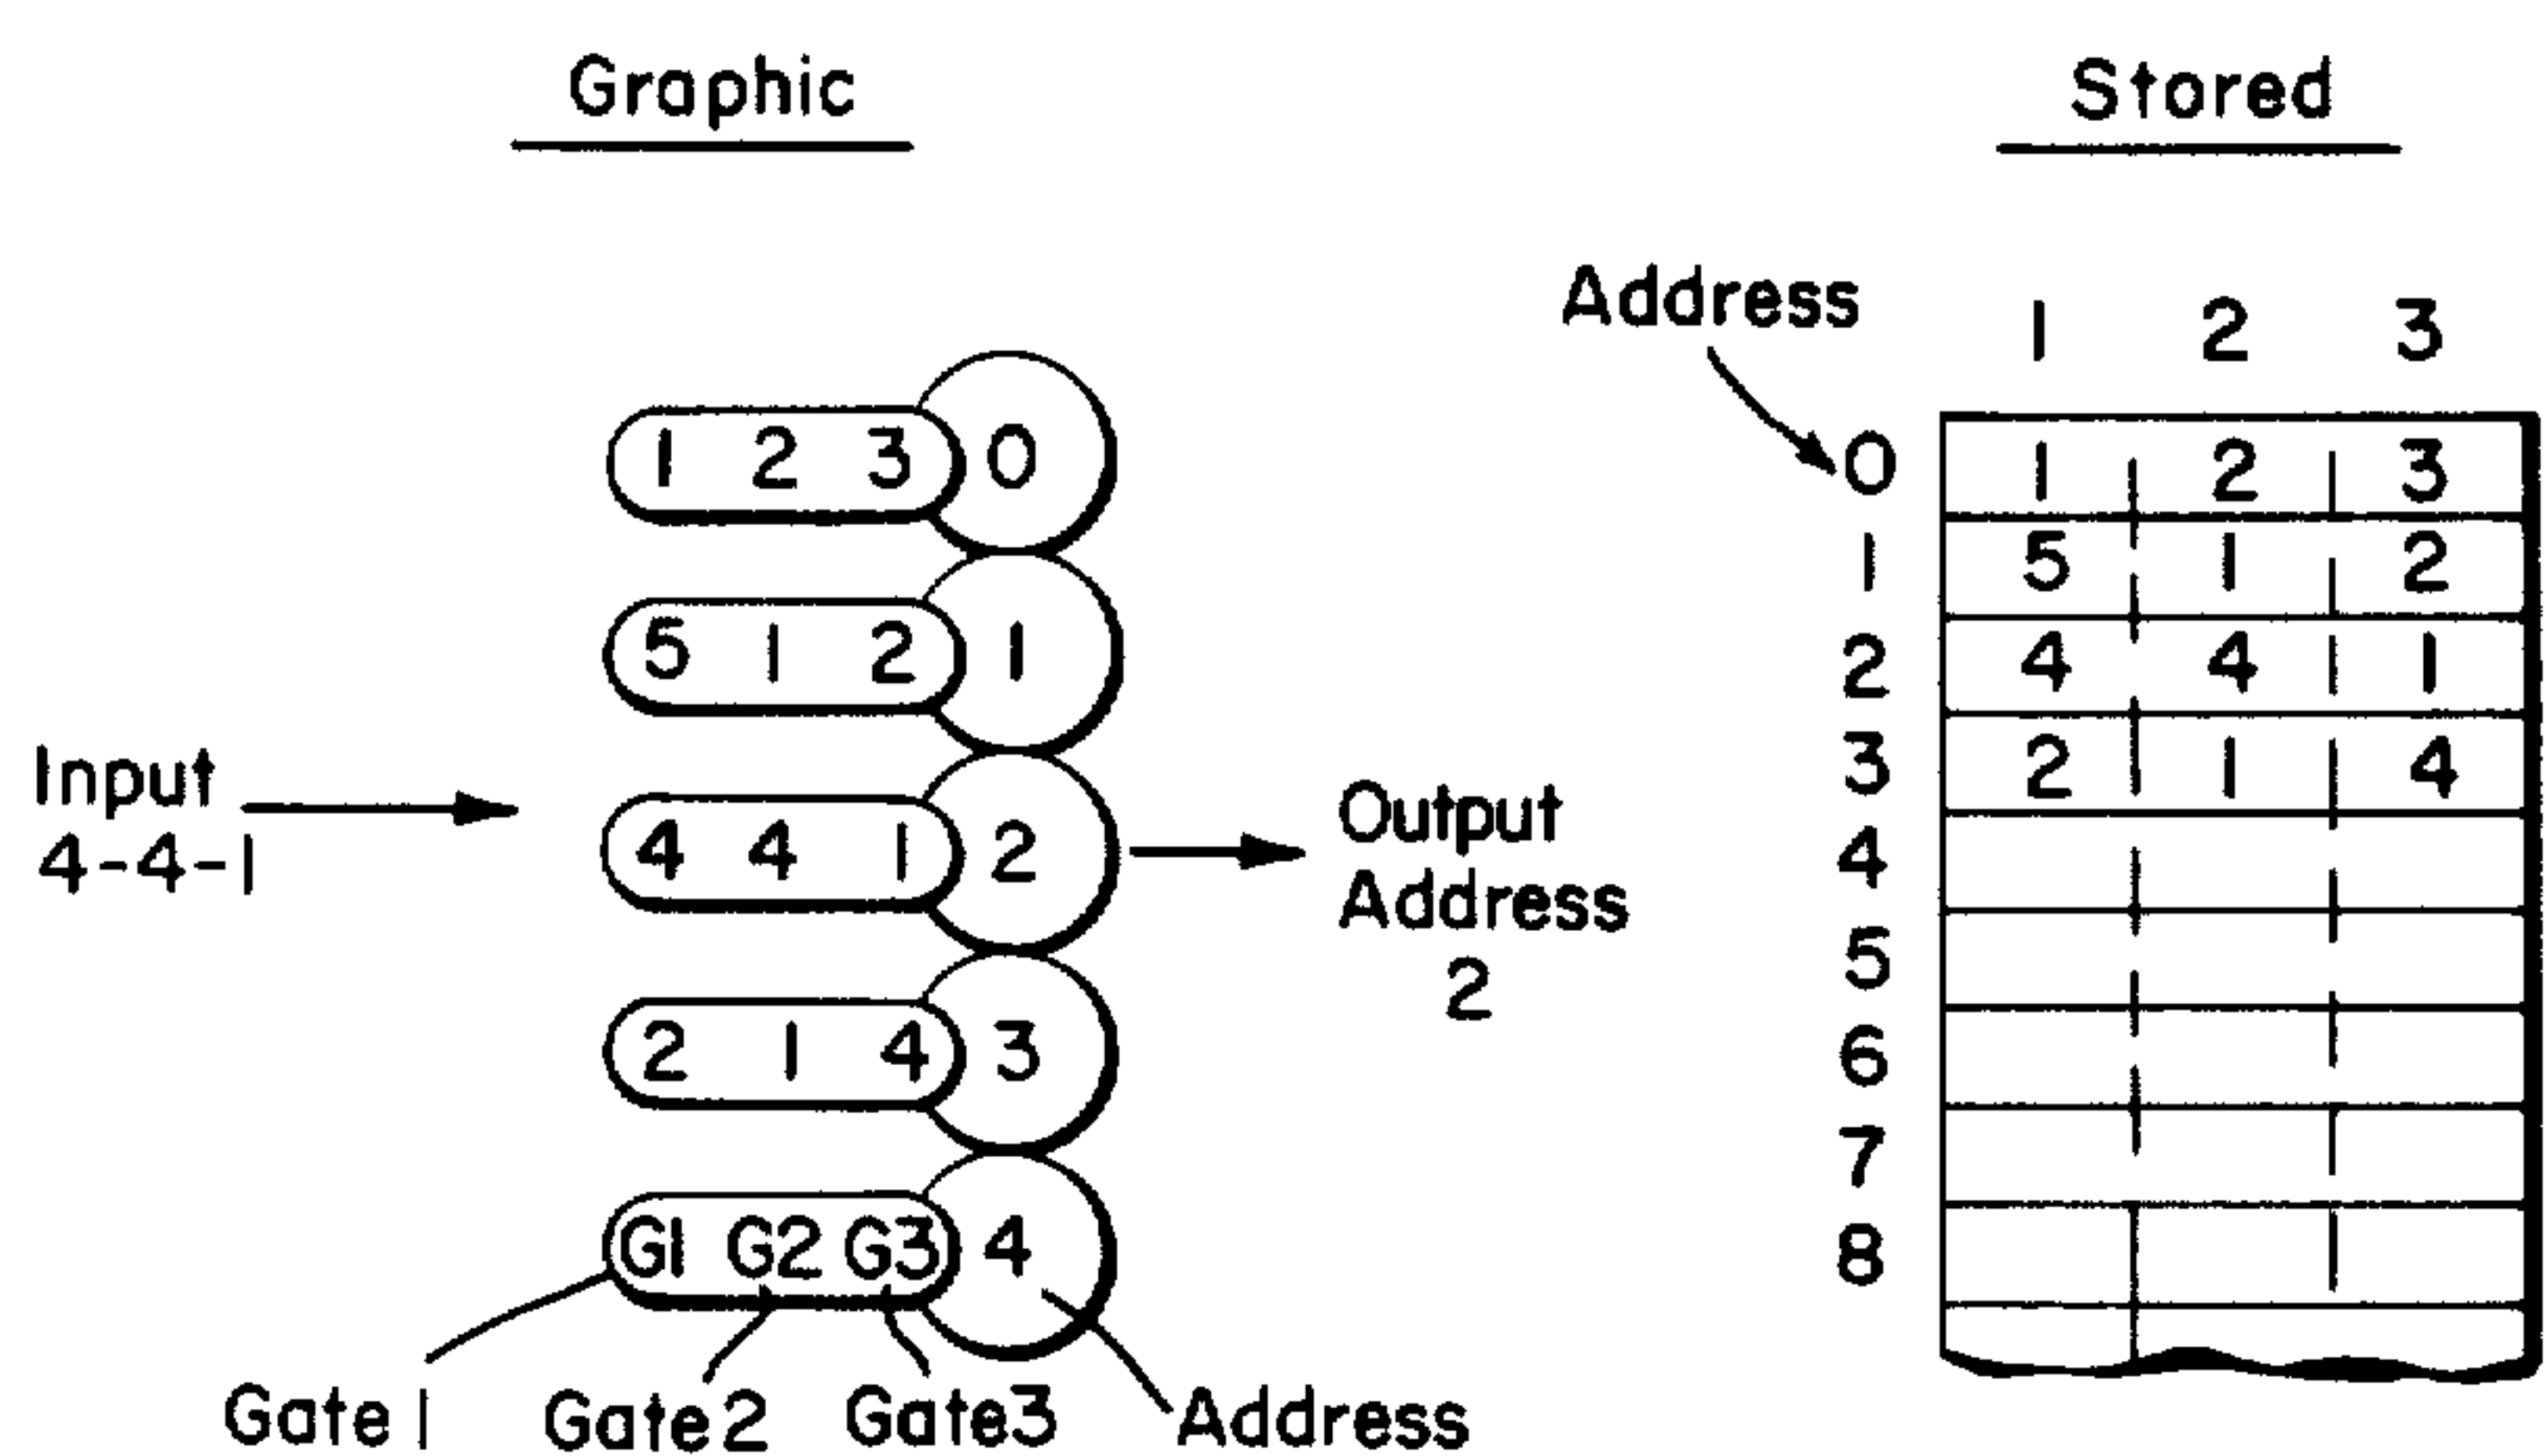 Graphic
1 2 3 0
5 1 2 1
Input
4-4-1
4 4 1 2
Output
Address
2
2 1 4 3
G1 G2 G3 4
Gate 1 Gate 2 Gate 3 Address
Stored
Address
1 2 3
0 1 2 3
1 5 1 2
2 4 4 1
3 2 1 4
4
5
6
7
8